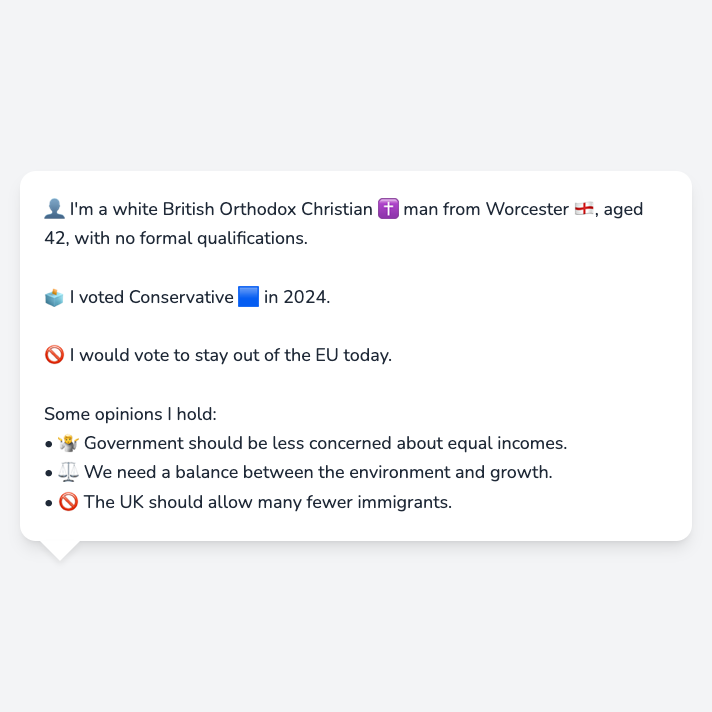 👤 I'm a white British Orthodox Christian ✝️ man from Worcester 🏴󠁧󠁢󠁥󠁮󠁧󠁿, aged
42, with no formal qualifications.
🗳️ I voted Conservative 🟦 in 2024.
🚫 I would vote to stay out of the EU today.
Some opinions I hold:
• 🤷 Government should be less concerned about equal incomes.
• ⚖️ We need a balance between the environment and growth.
• 🚫 The UK should allow many fewer immigrants.